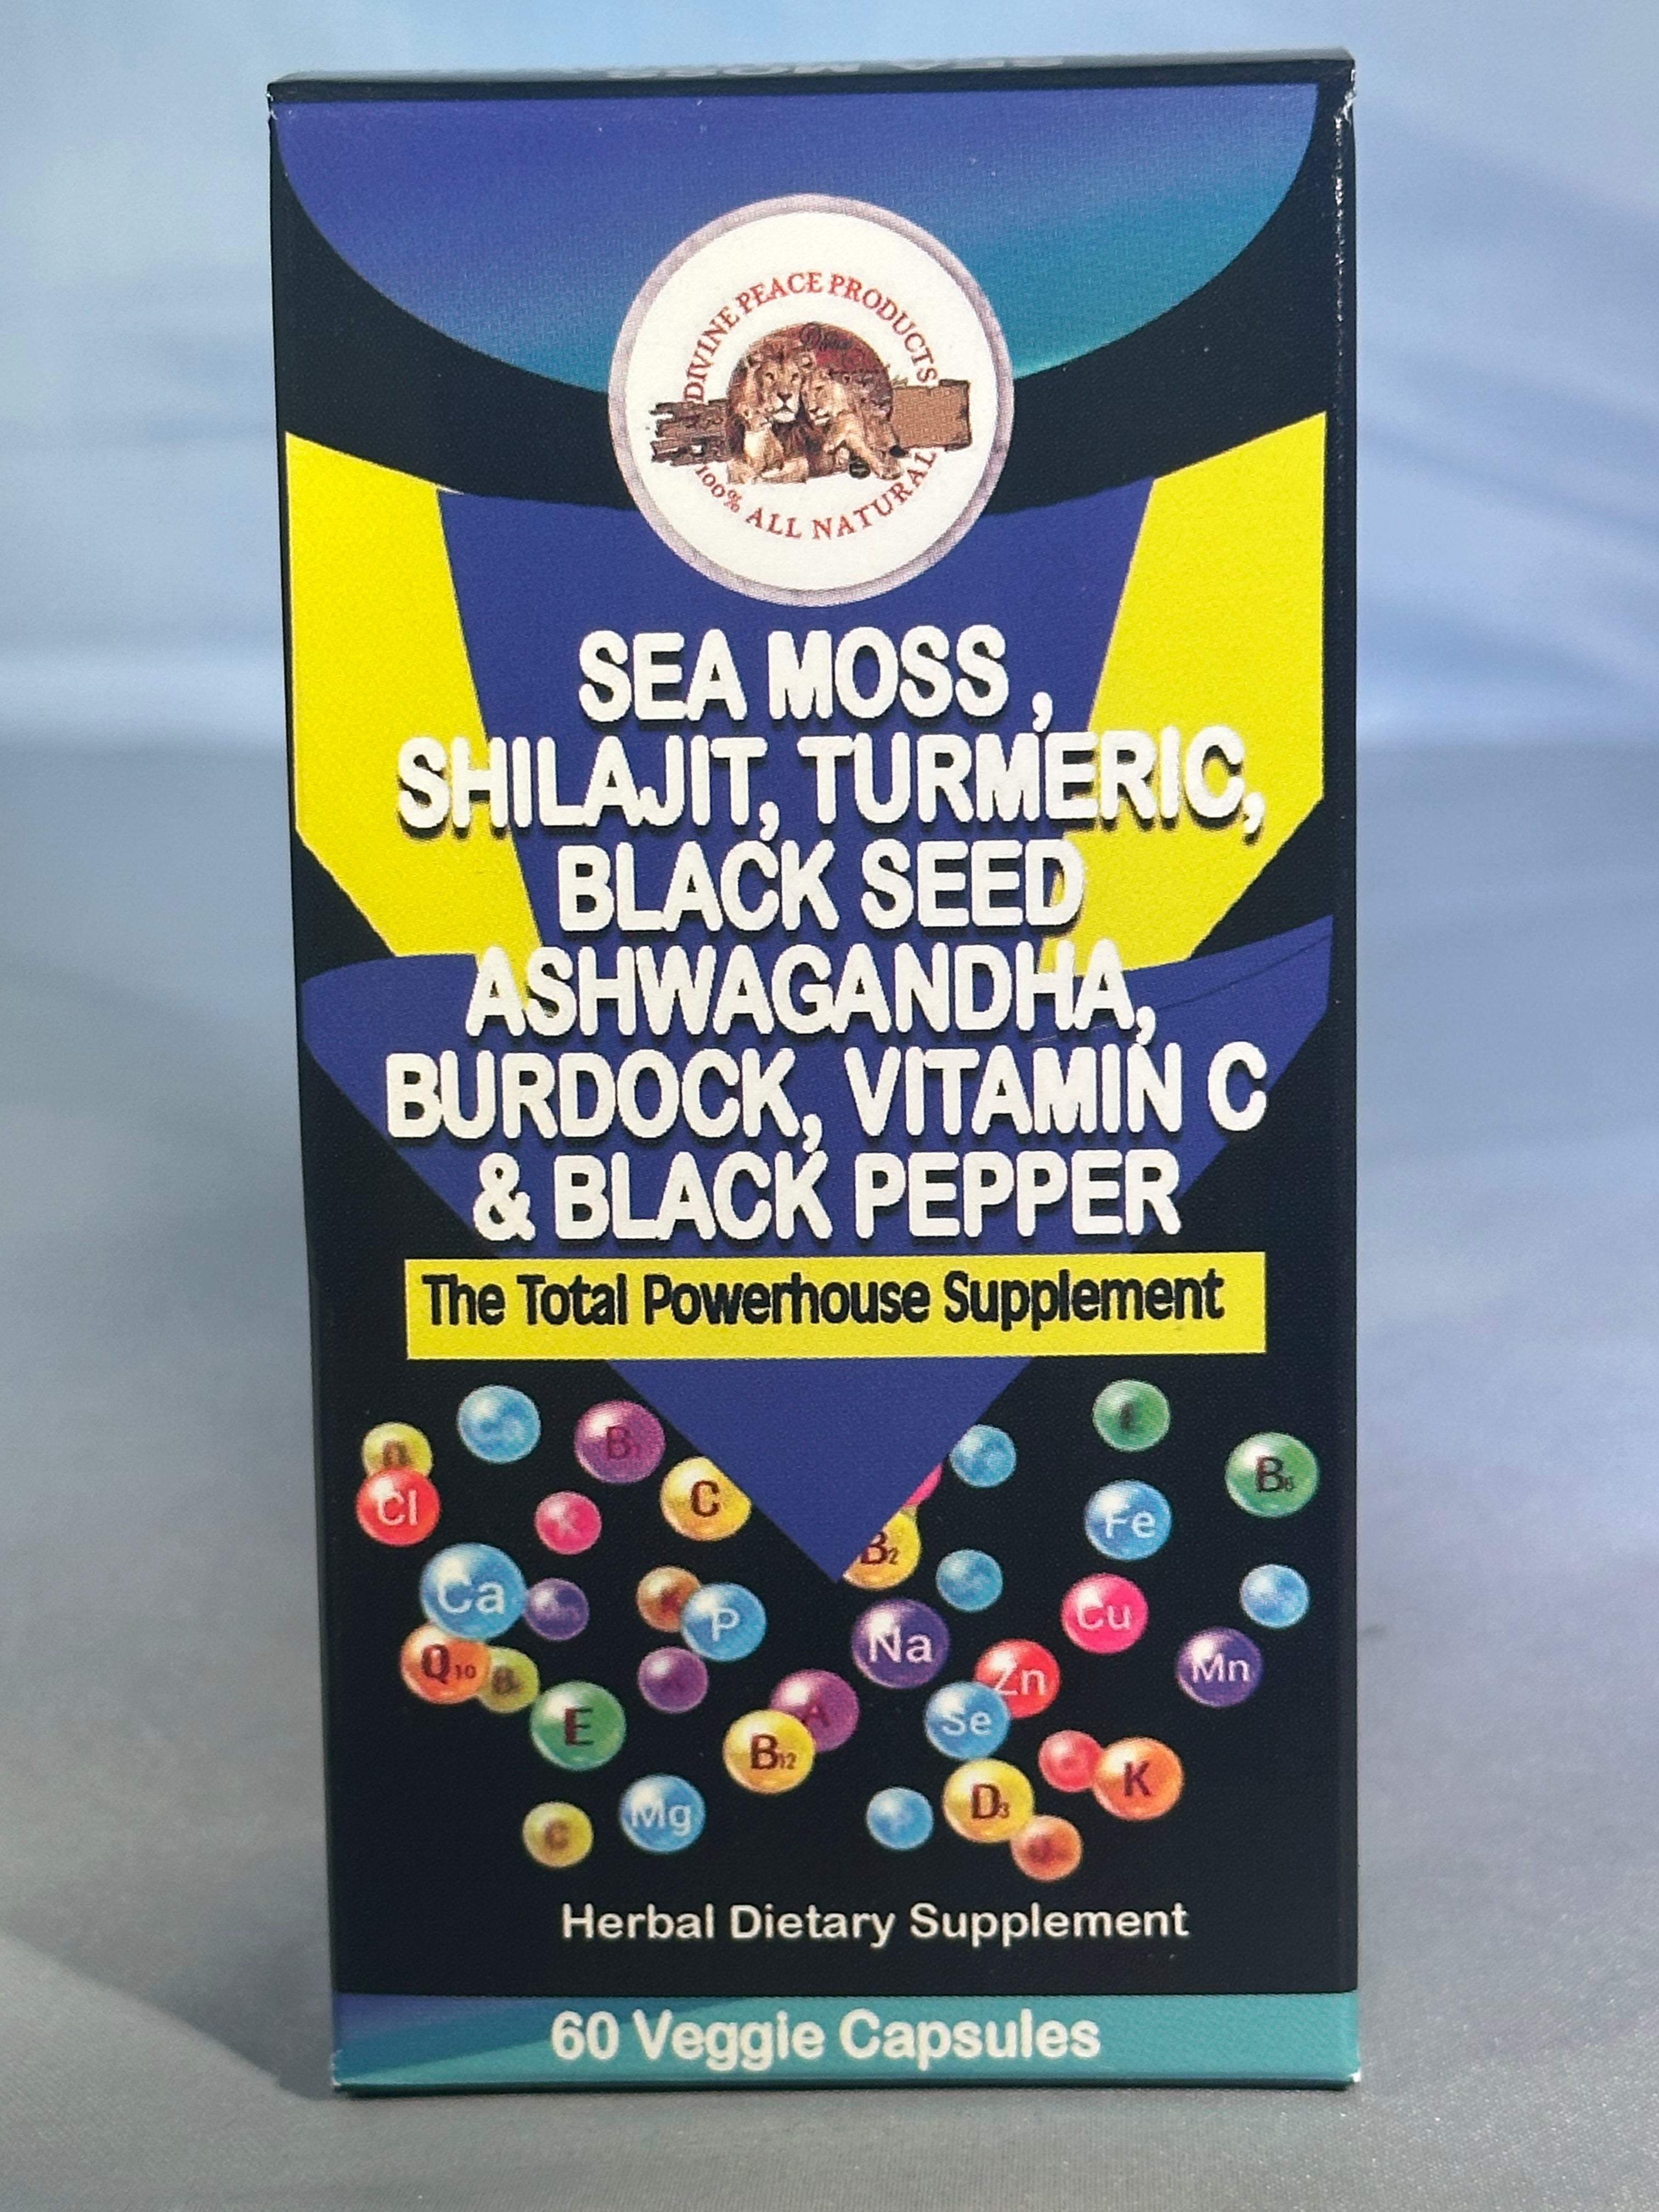 DIVINE PEACE PRODUCTS
100% ALL NATURAL
SEA MOSS ,
SHILAJIT, TURMERIC,
BLACK SEED
ASHWAGANDHA,
BURDOCK, VITAMIN C
& BLACK PEPPER
The Total Powerhouse Supplement
B1
C
B6
Cl
K
Fe
B2
Ca
P
Cu
Na
Q10
Zn
Mn
E
A
Se
B12
K
Mg
D3
C
Herbal Dietary Supplement
60 Veggie Capsules